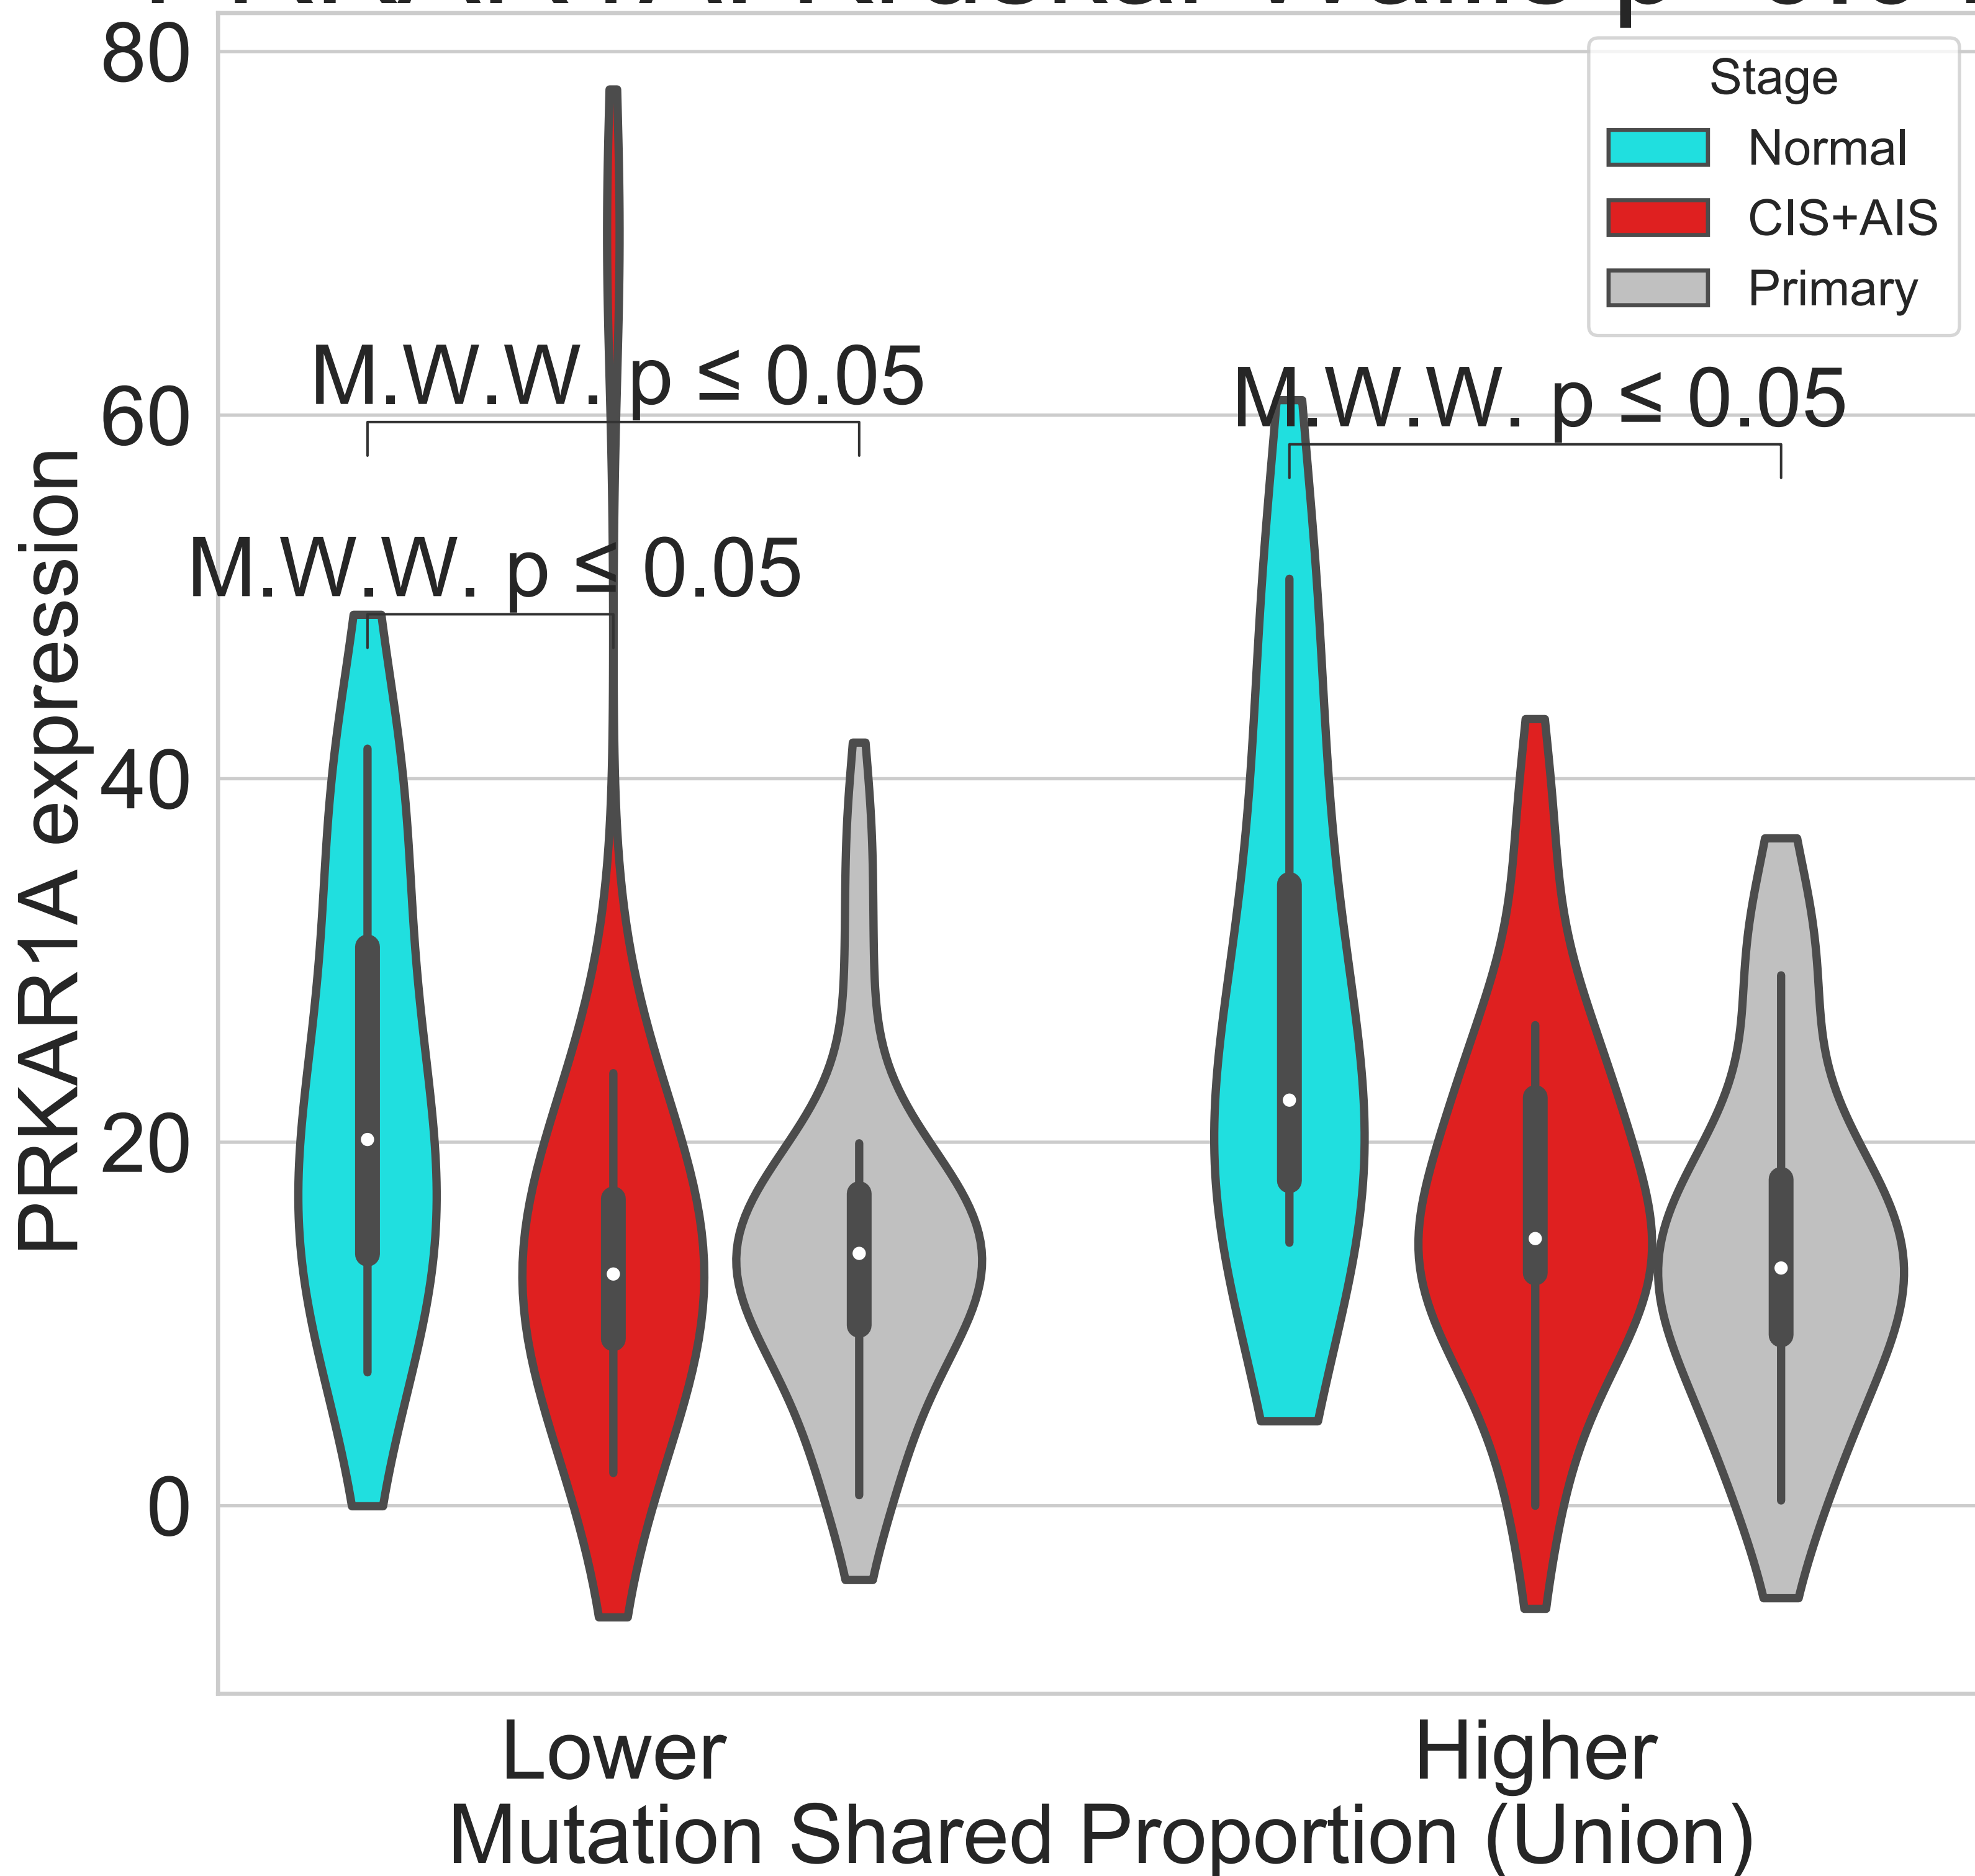 80
60
40
20
0
PRKAR1A expression
Stage
Normal
CIS+AIS
Primary
M.W.W. p ≤ 0.05
M.W.W. p ≤ 0.05
M.W.W. p ≤ 0.05
Lower
Higher
Mutation Shared Proportion (Union)